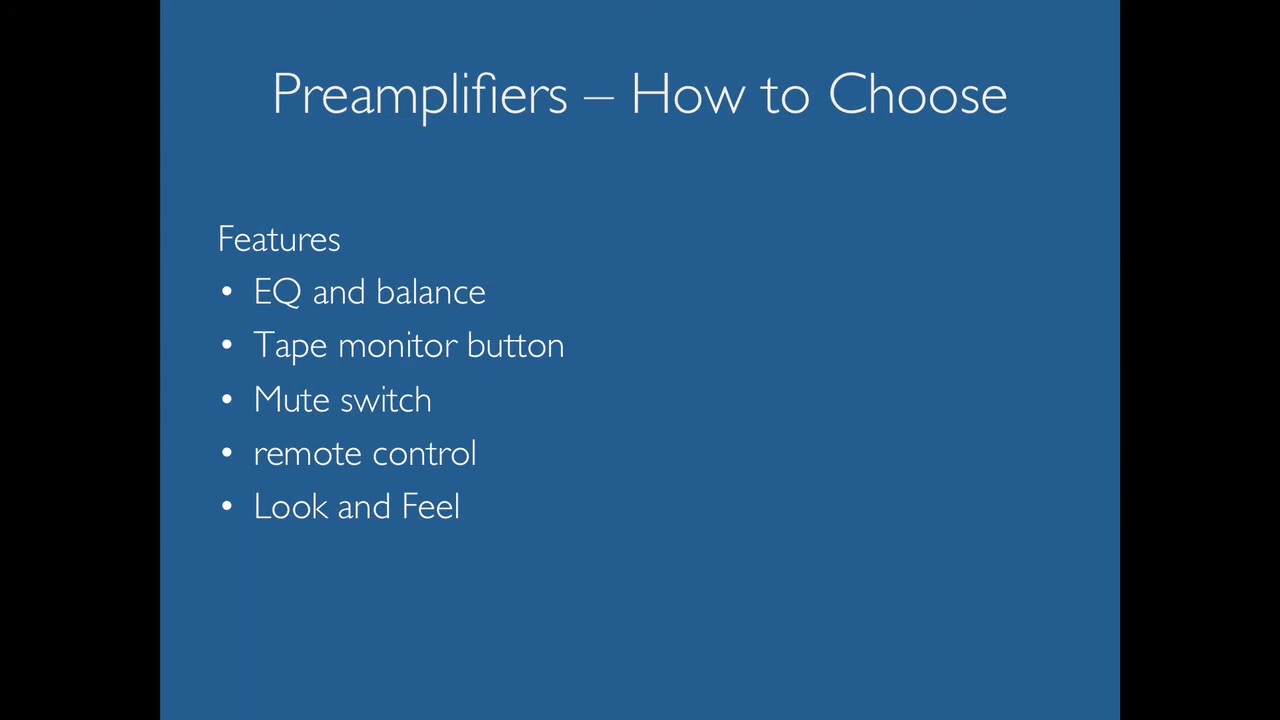 Preamplifiers – How to Choose
Features
• EQ and balance
• Tape monitor button
• Mute switch
• remote control
• Look and Feel